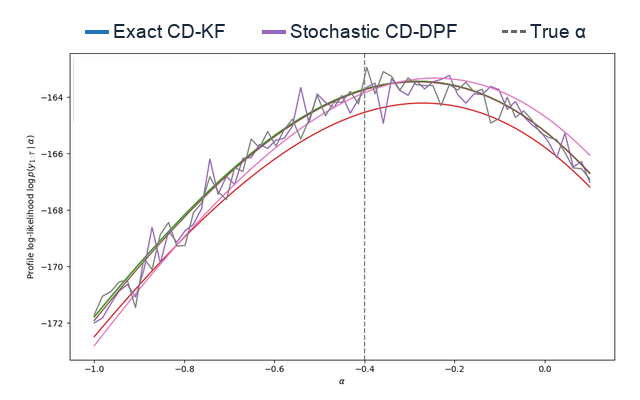 Exact CD-KF Stochastic CD-DPF True α
Profile log-likelihood log p(y₁:T | α)
−164
−166
−168
−170
−172
−1.0 −0.8 −0.6 −0.4 −0.2 0.0
α